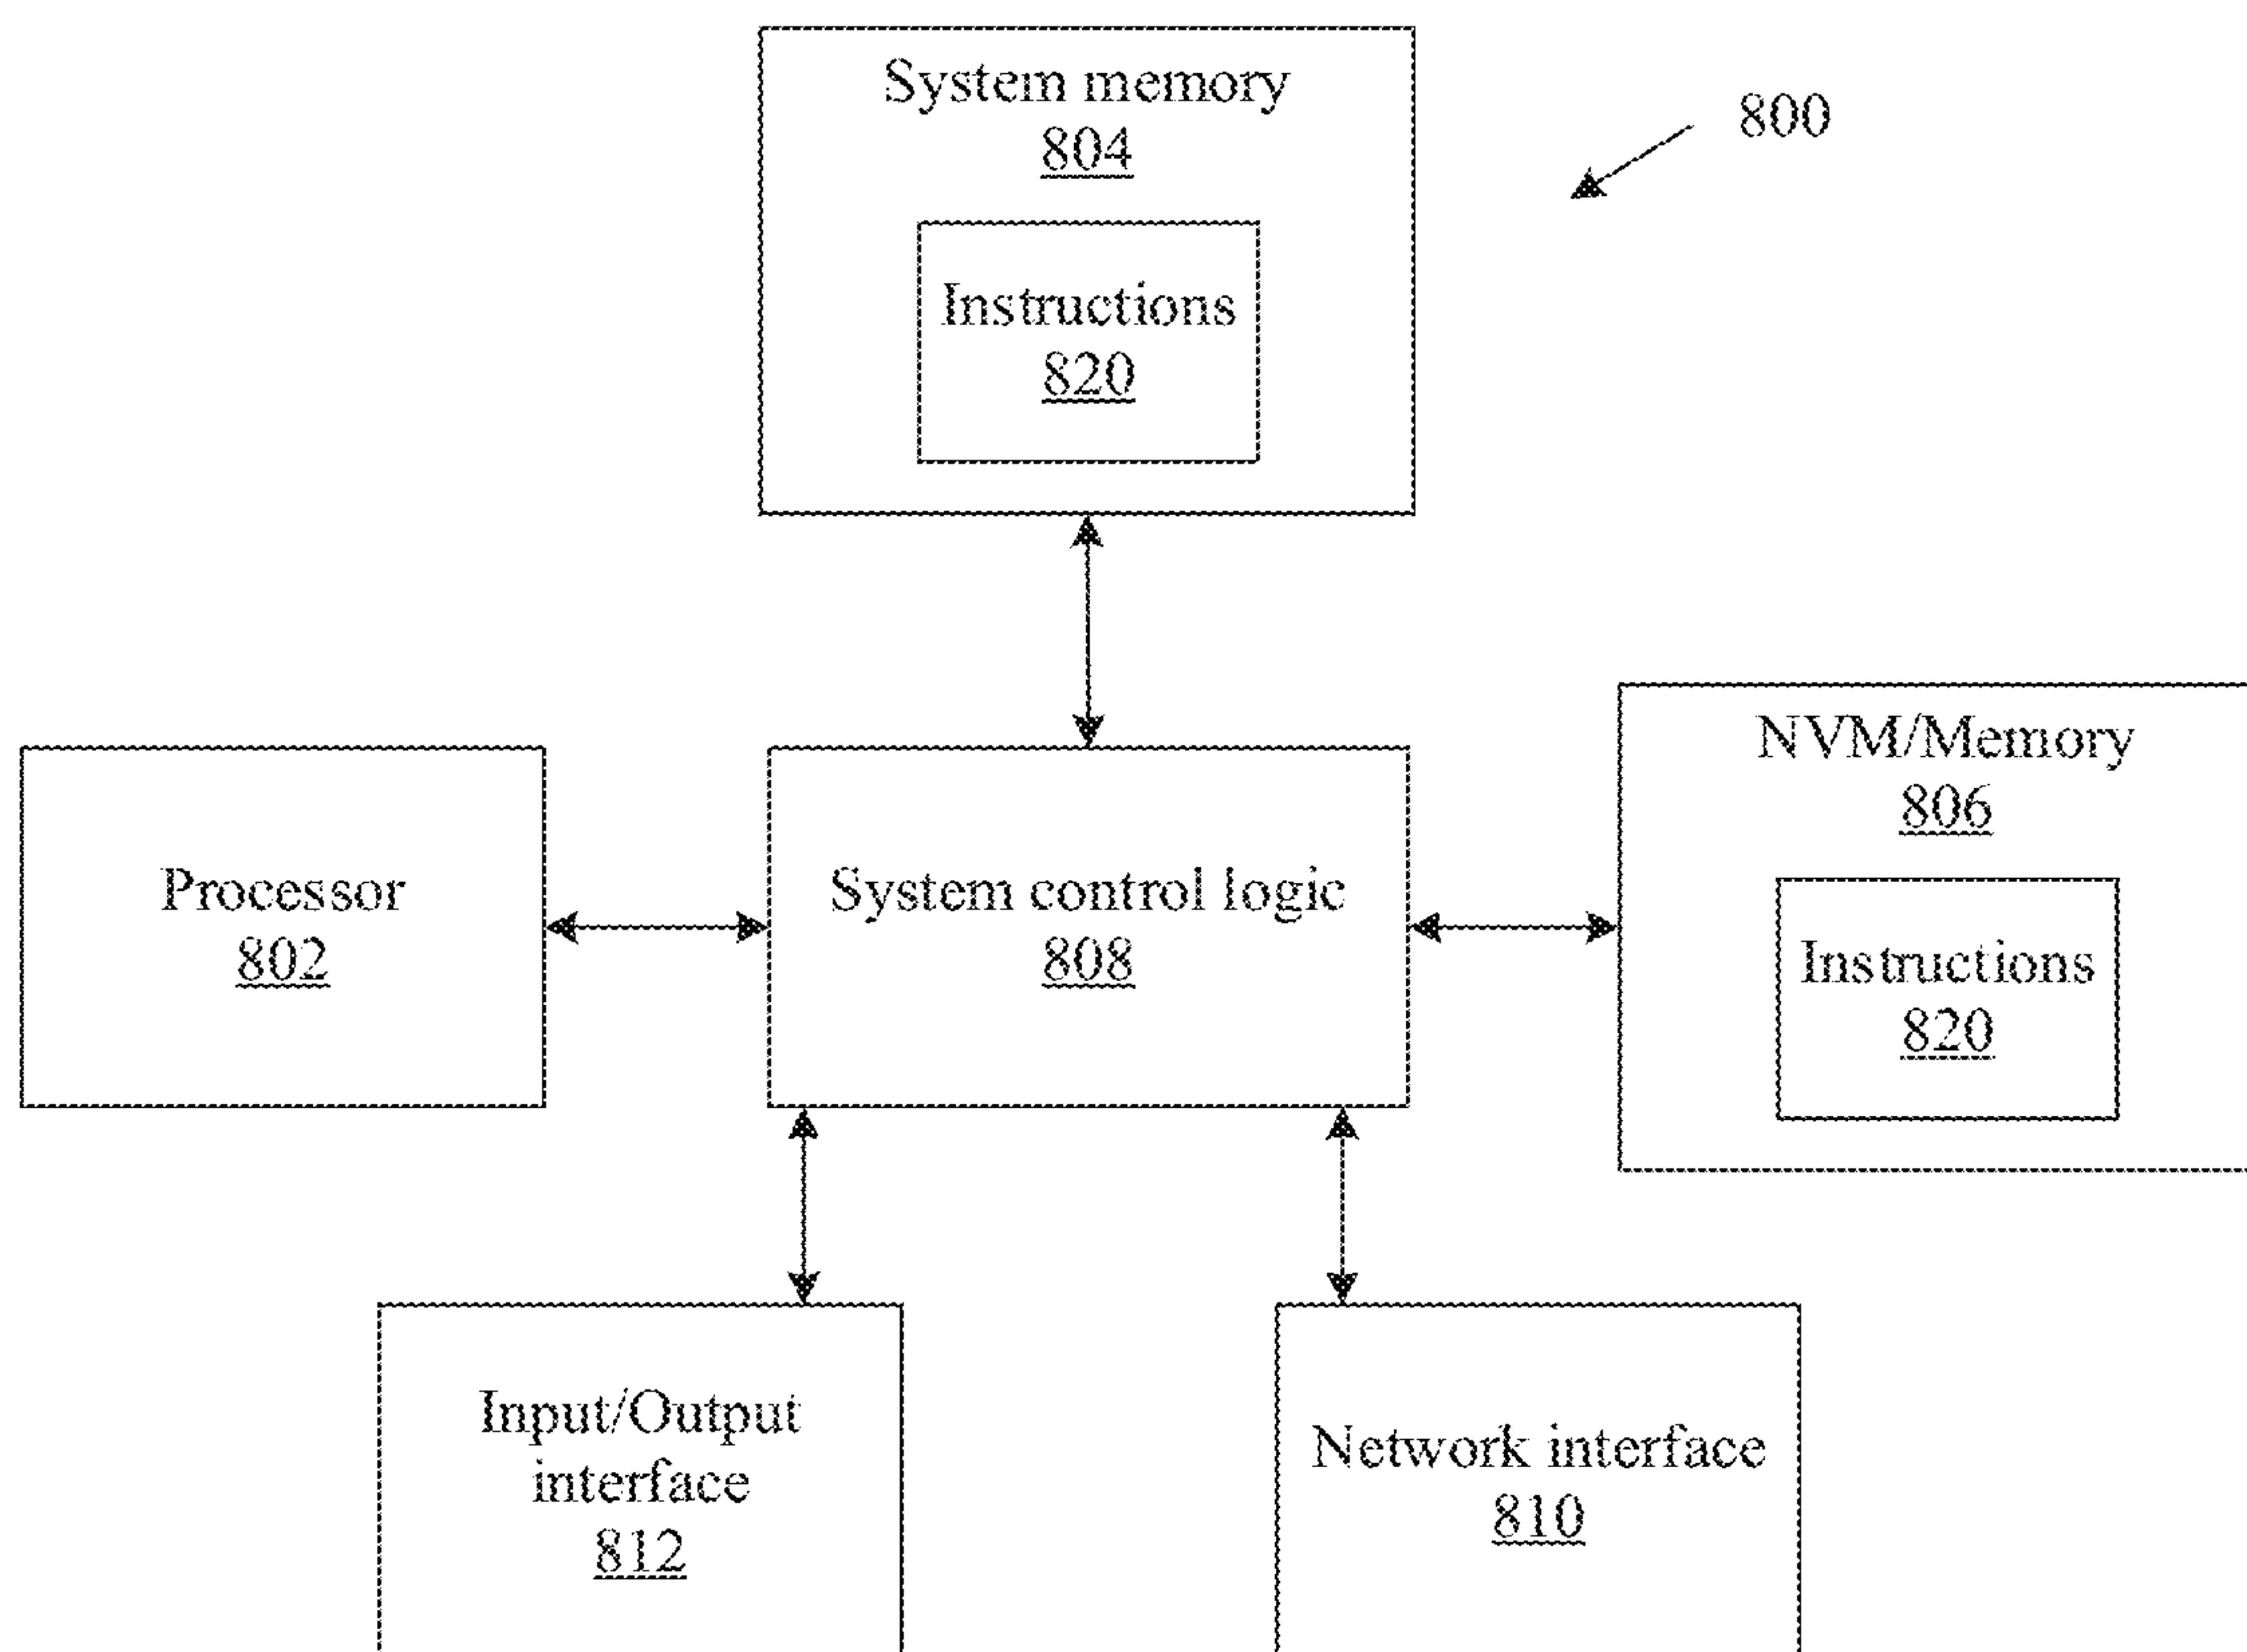 System memory
804
800
Instructions
820
NVM/Memory
806
Processor
802
System control logic
808
Instructions
820
Input/Output
interface
812
Network interface
810